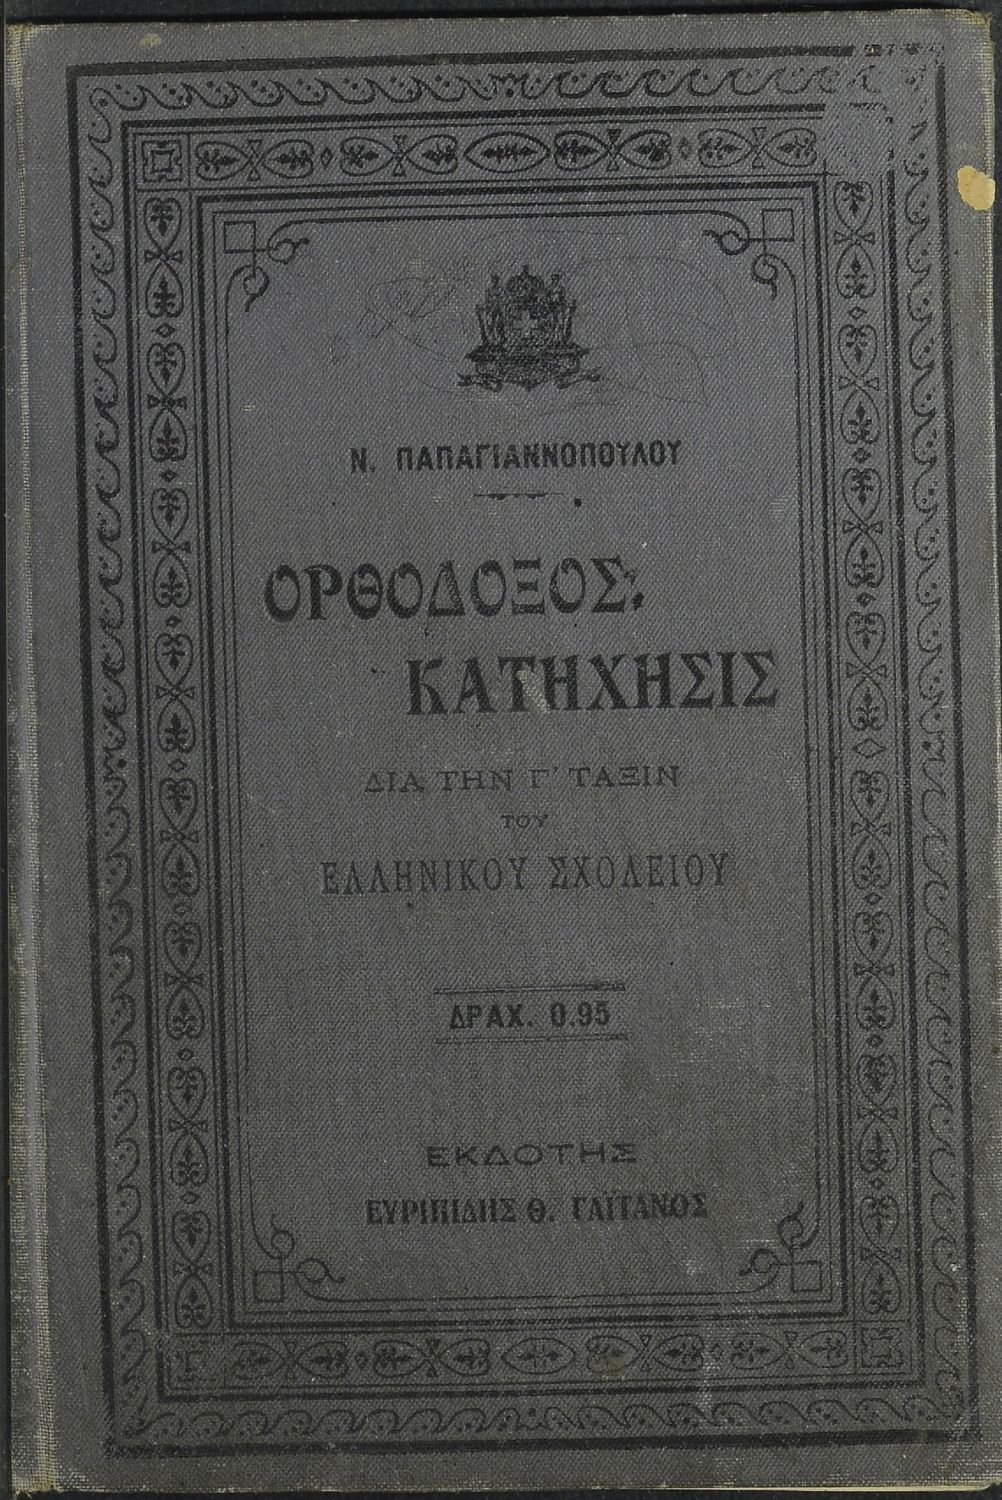 Ν. ΠΑΠΑΓΙΑΝΝΟΠΟΥΛΟΥ
ΟΡΘΟΔΟΞΟΣ
ΚΑΤΗΧΗΣΙΣ
ΔΙΑ ΤΗΝ Γ' ΤΑΞΙΝ
ΤΟΥ
ΕΛΛΗΝΙΚΟΥ ΣΧΟΛΕΙΟΥ
ΔΡΑΧ. 0.95
ΕΚΔΟΤΗΣ
ΕΥΡΙΠΙΔΗΣ Θ. ΓΑΪΤΑΝΟΣ